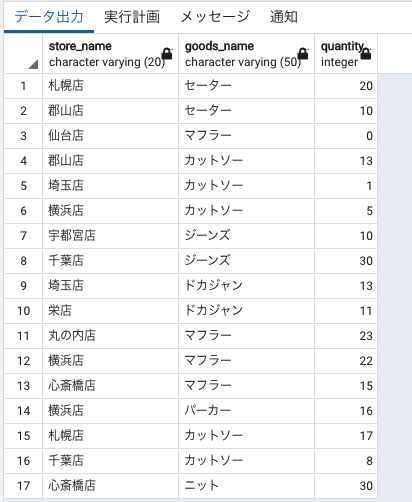 データ出力 実行計画 メッセージ 通知
store_name goods_name quantity
character varying (20) character varying (50) integer
1 札幌店 セーター 20
2 郡山店 セーター 10
3 仙台店 マフラー 0
4 郡山店 カットソー 13
5 埼玉店 カットソー 1
6 横浜店 カットソー 5
7 宇都宮店 ジーンズ 10
8 千葉店 ジーンズ 30
9 埼玉店 ドカジャン 13
10 栄店 ドカジャン 11
11 丸の内店 マフラー 23
12 横浜店 マフラー 22
13 心斎橋店 マフラー 15
14 横浜店 パーカー 16
15 札幌店 カットソー 17
16 千葉店 カットソー 8
17 心斎橋店 ニット 30